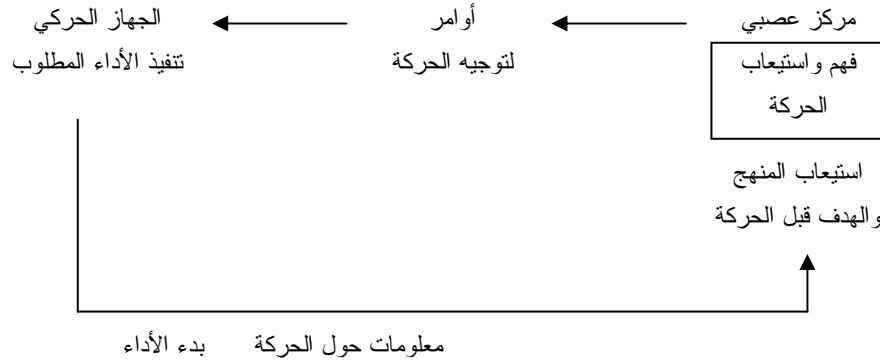 مركز عصبي
فهم واستيعاب
الحركة
استيعاب المنهج
والهدف قبل الحركة
أوامر
لتوجيه الحركة
الجهاز الحركي
تنفيذ الأداء المطلوب
معلومات حول الحركة
بدء الأداء